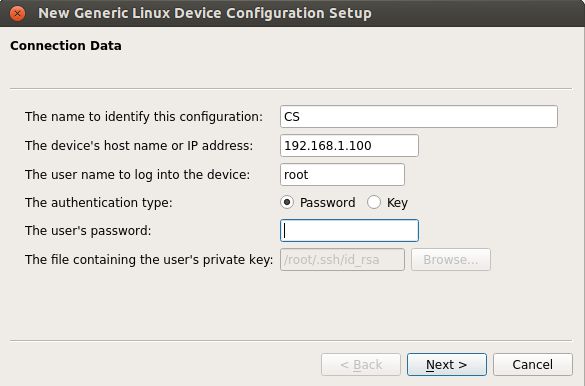 New Generic Linux Device Configuration Setup
Connection Data
The name to identify this configuration: CS
The device's host name or IP address: 192.168.1.100
The user name to log into the device: root
The authentication type: Password Key
The user's password:
The file containing the user's private key: /root/.ssh/id_rsa Browse...
< Back Next > Cancel